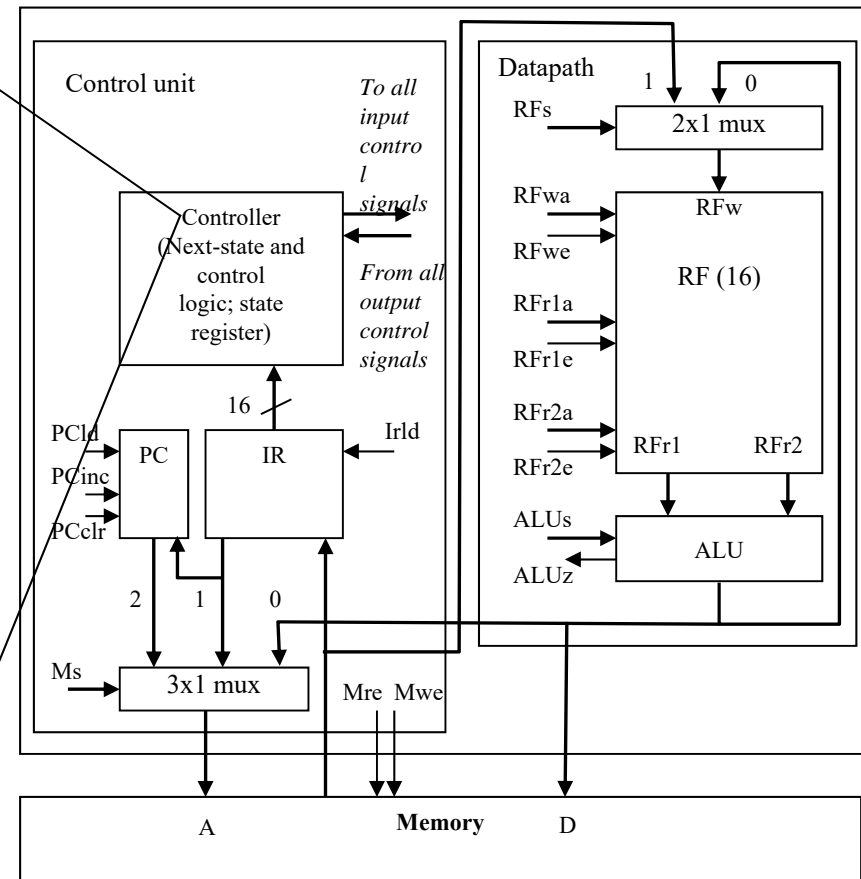 Control unit
To all
input
contro
l
signals
Controller
(Next-state and
control
logic; state
register)
From all
output
control
signals
16
PCld
PCinc
PCclr
PC
IR
Irld
2
1
0
Ms
3x1 mux
Mre
Mwe
Datapath
1
0
RFs
2x1 mux
RFwa
RFwe
RFw
RF (16)
RFr1a
RFr1e
RFr2a
RFr2e
RFr1
RFr2
ALUs
ALUz
ALU
A
Memory
D